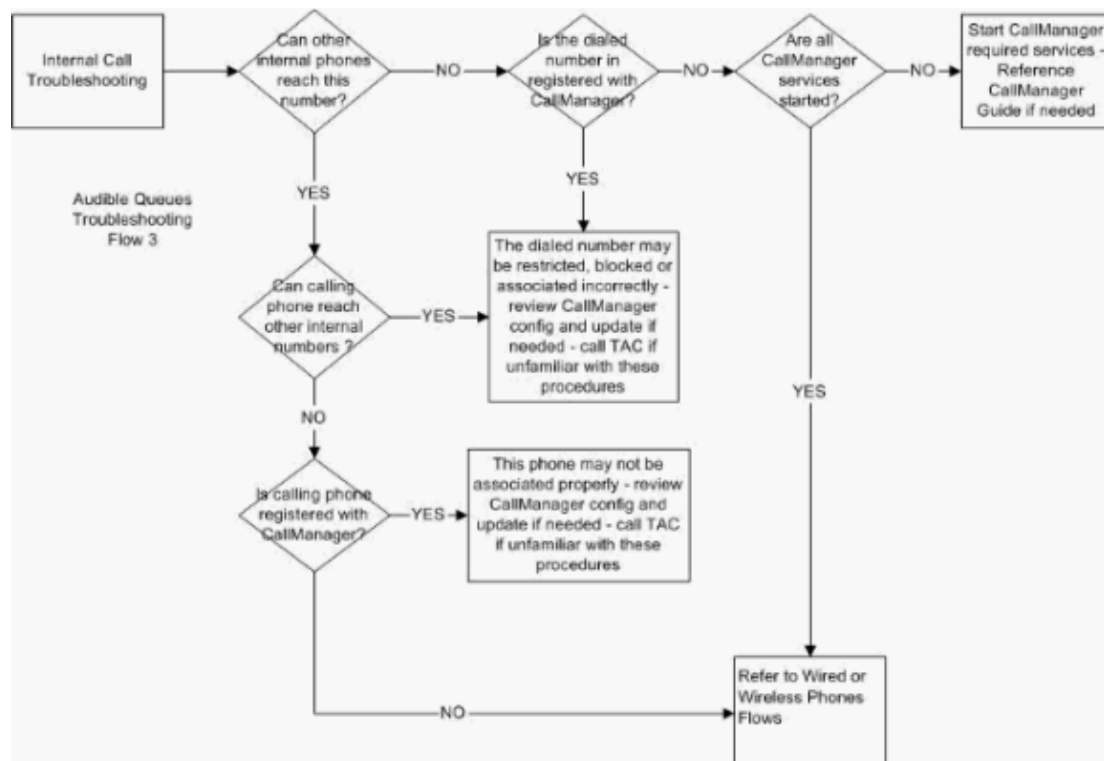 Internal Call
Troubleshooting
Can other
internal phones
reach this
number?
NO
Is the dialed
number in
registered with
CallManager?
NO
Are all
CallManager
services
started?
NO
Start CallManager
required services -
Reference
CallManager
Guide if needed
YES
YES
Audible Queues
Troubleshooting
Flow 3
Can calling
phone reach
other internal
numbers ?
YES
The dialed number may
be restricted, blocked or
associated incorrectly -
review CallManager
config and update if
needed - call TAC if
unfamiliar with these
procedures
YES
NO
Is calling phone
registered with
CallManager?
YES
This phone may not be
associated properly - review
CallManager config and
update if needed - call TAC
if unfamiliar with these
procedures
NO
Refer to Wired or
Wireless Phones
Flows